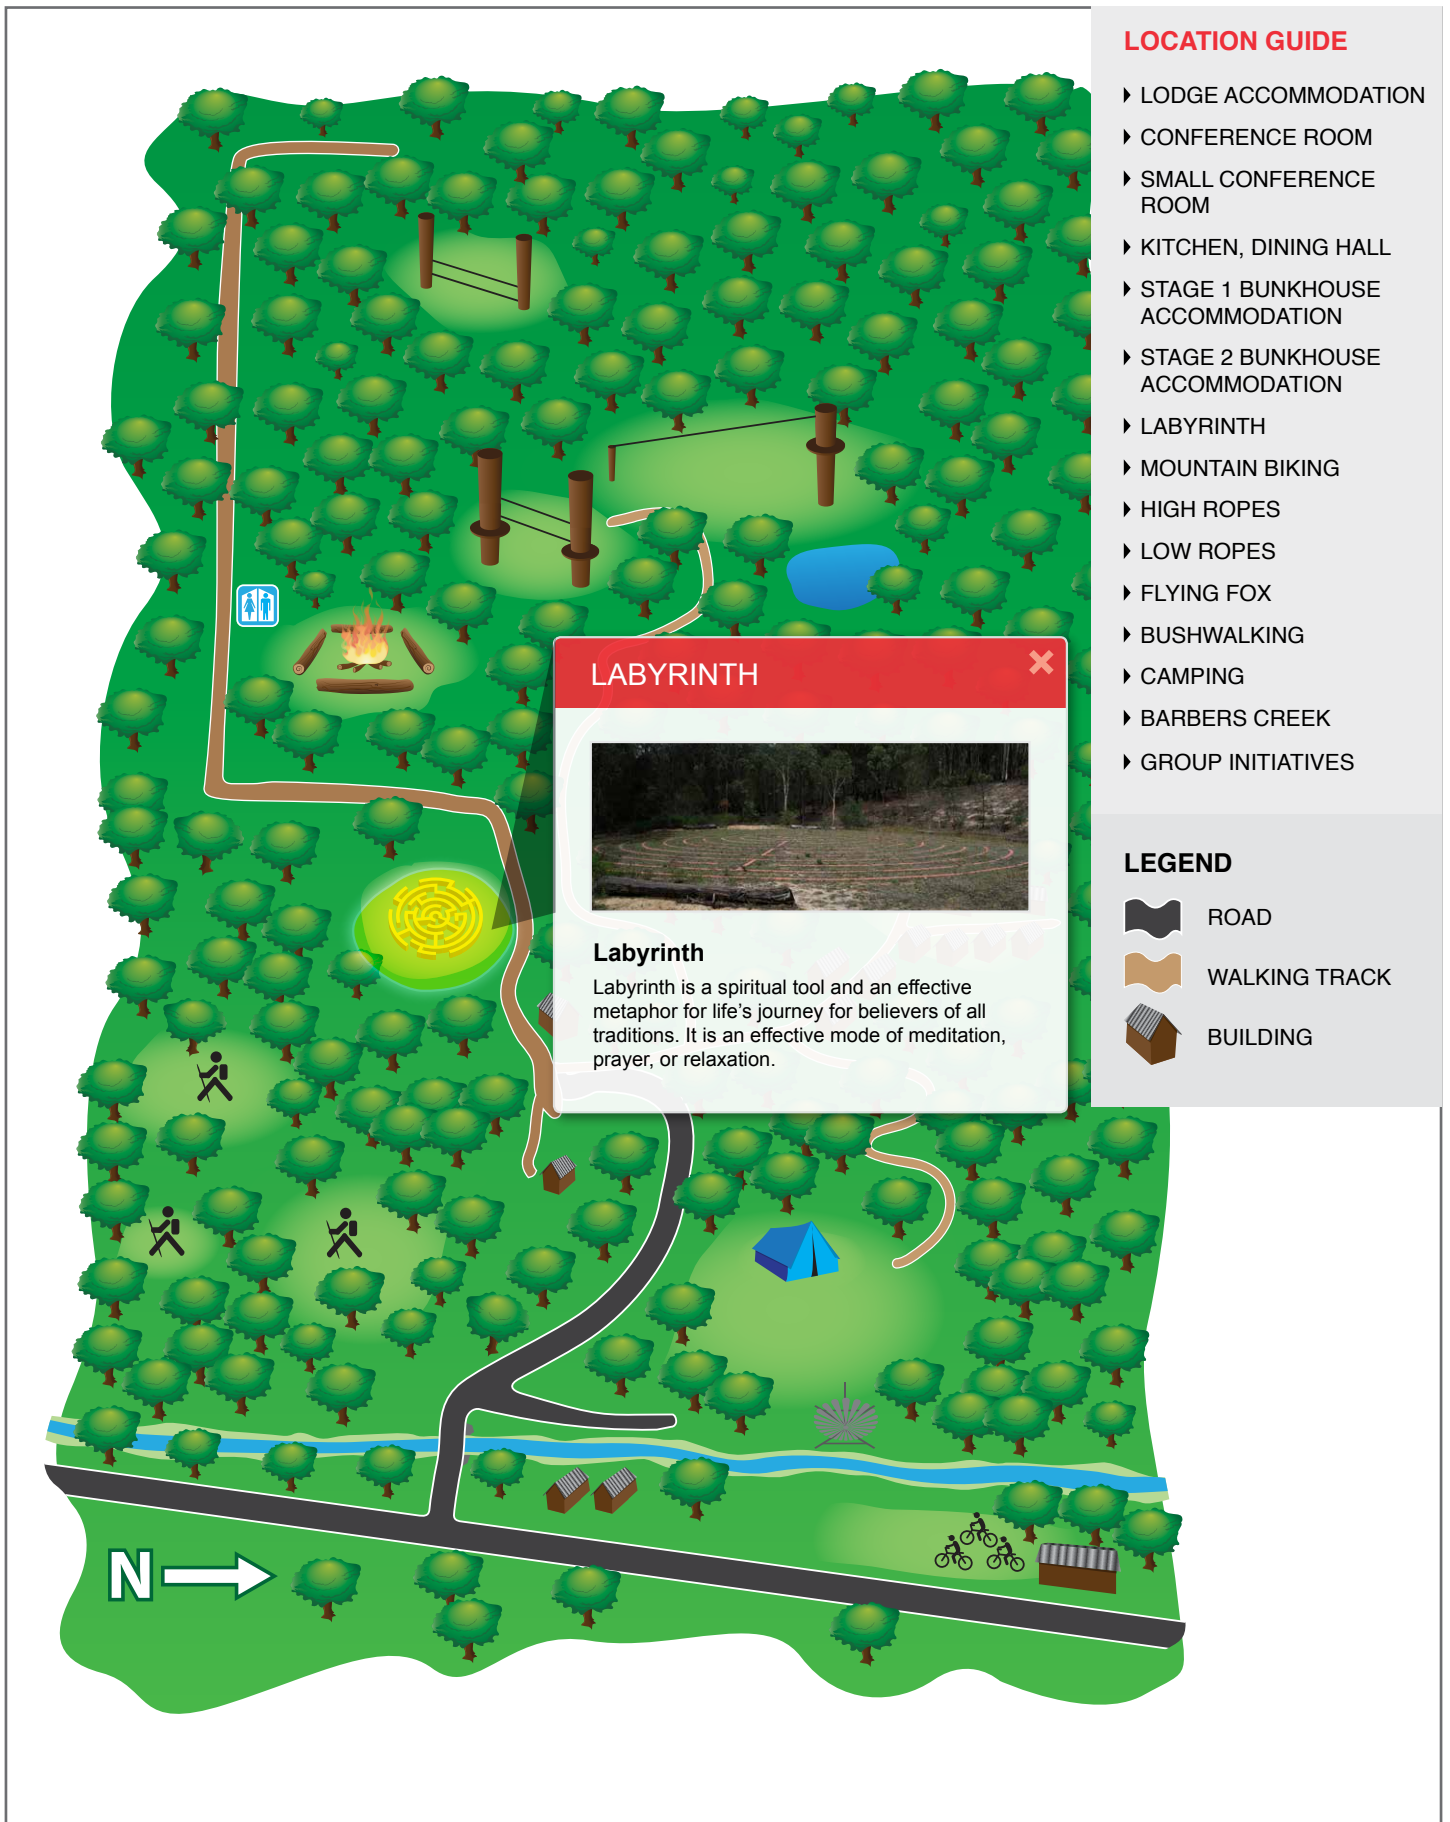 LOCATION GUIDE
LODGE ACCOMMODATION
CONFERENCE ROOM
SMALL CONFERENCE
ROOM
KITCHEN, DINING HALL
STAGE 1 BUNKHOUSE
ACCOMMODATION
STAGE 2 BUNKHOUSE
ACCOMMODATION
LABYRINTH
MOUNTAIN BIKING
HIGH ROPES
LOW ROPES
FLYING FOX
BUSHWALKING
CAMPING
BARBERS CREEK
GROUP INITIATIVES
LEGEND
ROAD
WALKING TRACK
BUILDING
LABYRINTH
Labyrinth
Labyrinth is a spiritual tool and an effective
metaphor for life's journey for believers of all
traditions. It is an effective mode of meditation,
prayer, or relaxation.
N